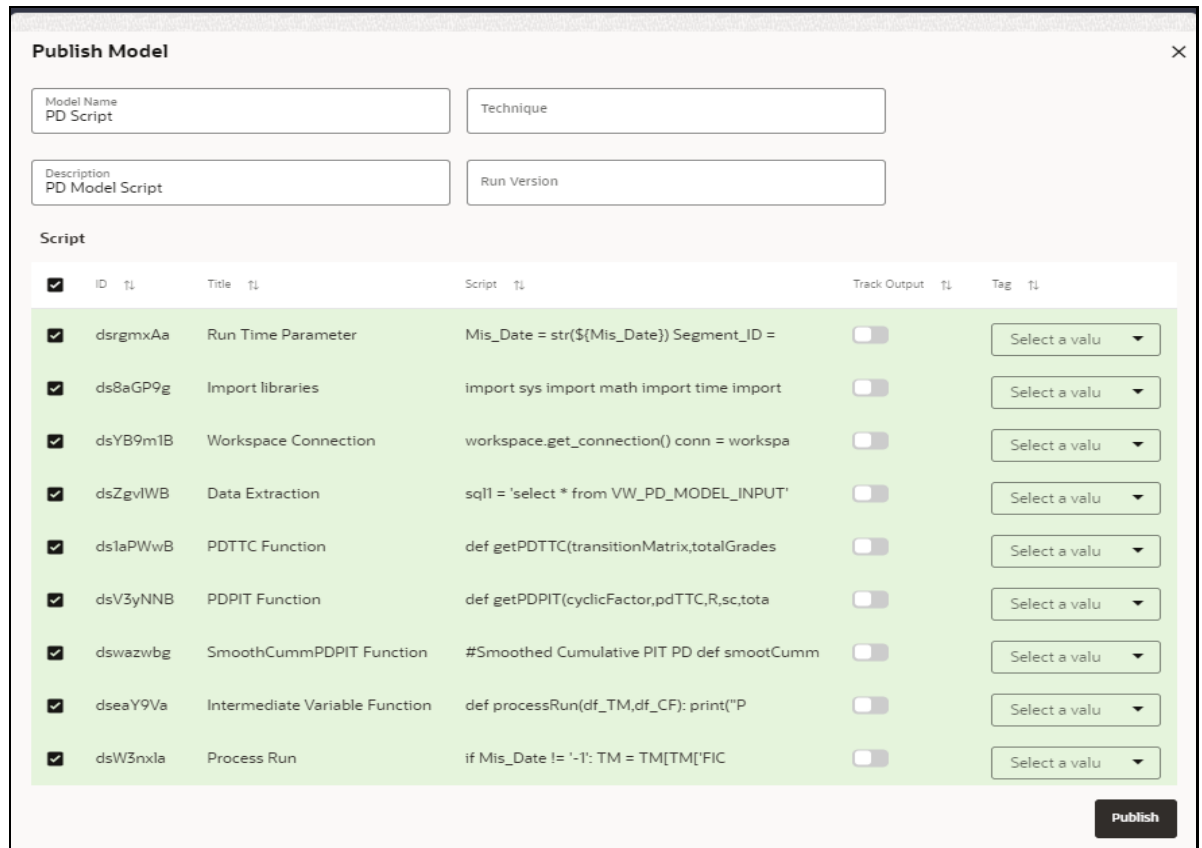 Publish Model
Model Name
PD Script
Technique
Description
PD Model Script
Run Version
Script
ID Title Script Track Output Tag
dsrgmxAa Run Time Parameter Mis_Date = str(${Mis_Date}) Segment_ID = Select a valu
ds8aGP9g Import libraries import sys import math import time import Select a valu
dsYB9m1B Workspace Connection workspace.get_connection() conn = workspa Select a valu
dsZgvlWB Data Extraction sql1 = 'select * from VW_PD_MODEL_INPUT' Select a valu
ds1aPWwB PDTTC Function def getPDTTC(transitionMatrix,totalGrades Select a valu
dsV3yNNB PDPIT Function def getPDPIT(cyclicFactor,pdTTC,R,sc,tota Select a valu
dswazwbg SmoothCummPDPIT Function #Smoothed Cumulative PIT PD def smootCumm Select a valu
dseaY9Va Intermediate Variable Function def processRun(df_TM,df_CF): print("P Select a valu
dsW3nxla Process Run if Mis_Date != '-1': TM = TM[TM['FIC Select a valu
Publish